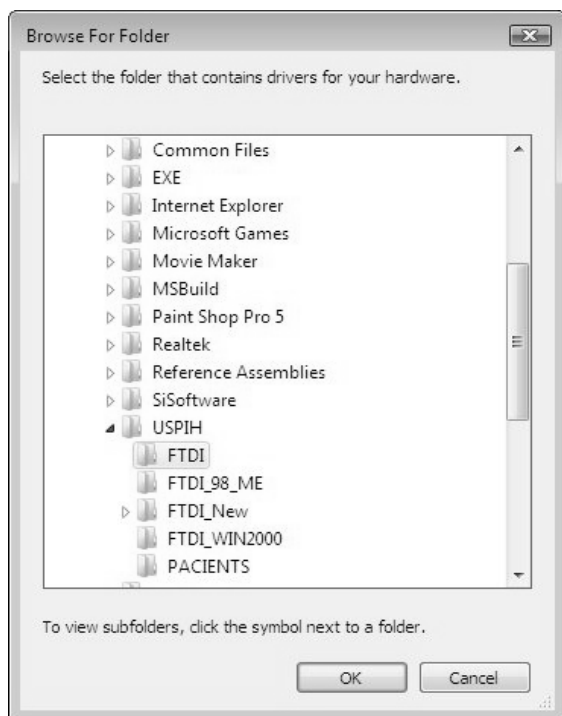 Browse For Folder
Select the folder that contains drivers for your hardware.
Common Files
EXE
Internet Explorer
Microsoft Games
Movie Maker
MSBuild
Paint Shop Pro 5
Realtek
Reference Assemblies
SiSoftware
USPIH
FTDI
FTDI_98_ME
FTDI_New
FTDI_WIN2000
PACIENTS
To view subfolders, click the symbol next to a folder.
OK Cancel